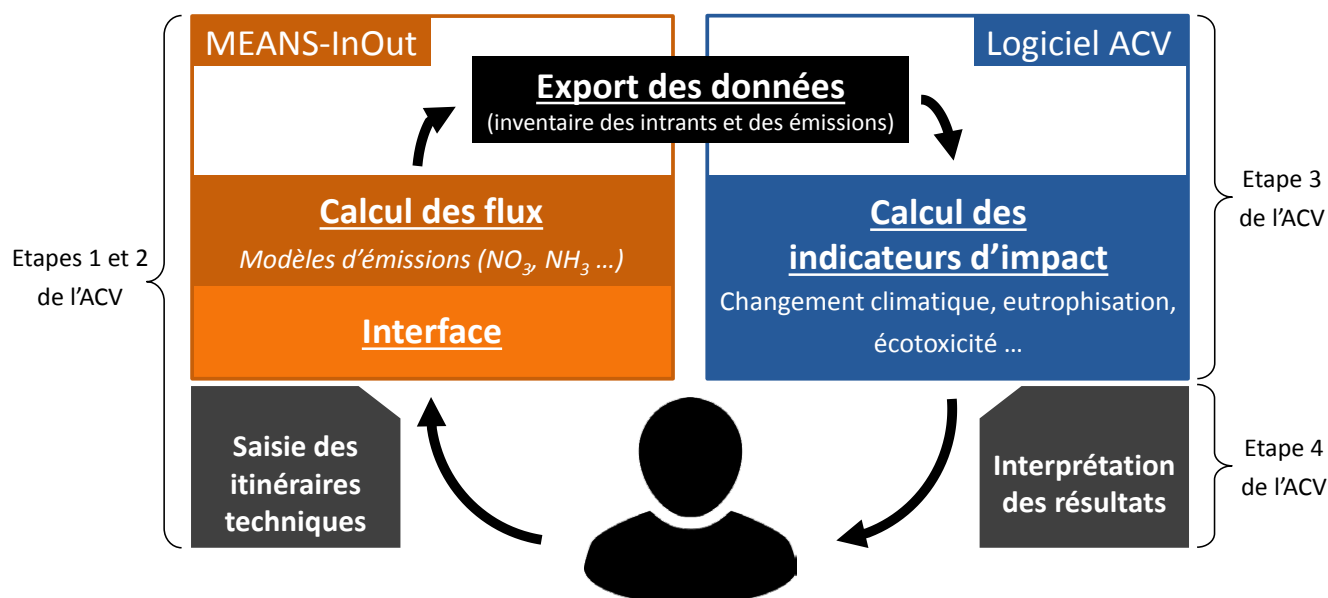 MEANS-InOut
Logiciel ACV
Export des données
(inventaire des intrants et des émissions)
Calcul des flux
Modèles d’émissions (NO3, NH3 …)
Interface
Calcul des
indicateurs d’impact
Changement climatique, eutrophisation,
écotoxicité …
Etapes 1 et 2
de l’ACV
Etape 3
de l’ACV
Saisie des
itinéraires
techniques
Interprétation
des résultats
Etape 4
de l’ACV